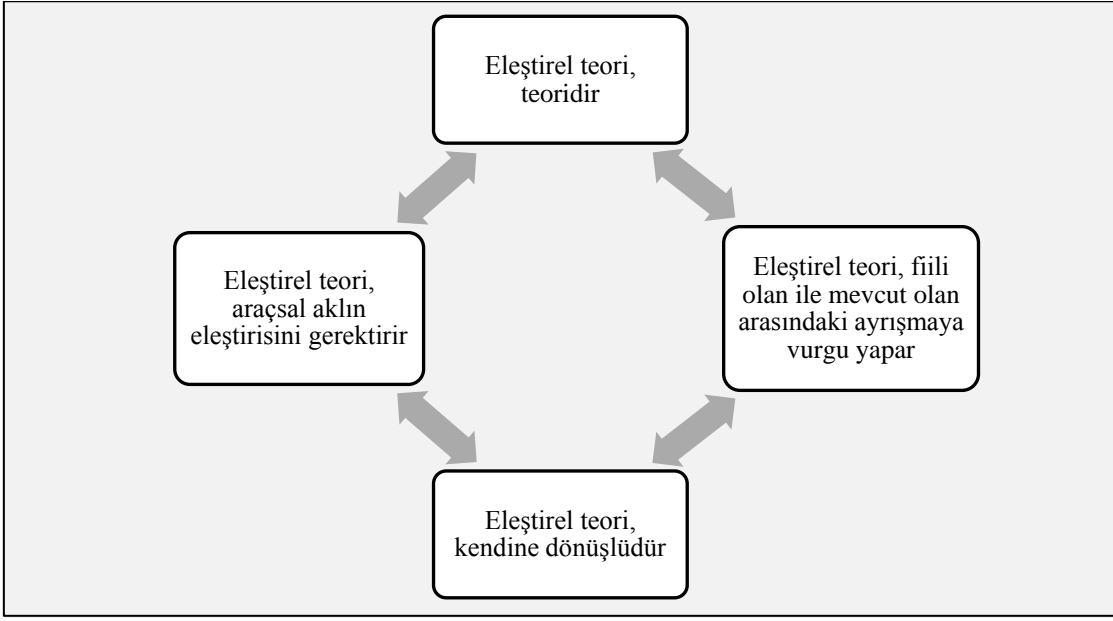 Eleştirel teori,
teoridir
Eleştirel teori,
araçsal aklın
eleştirisini gerektirir
Eleştirel teori, fiili
olan ile mevcut olan
arasındaki ayrışmaya
vurgu yapar
Eleştirel teori,
kendine dönüşlüdür